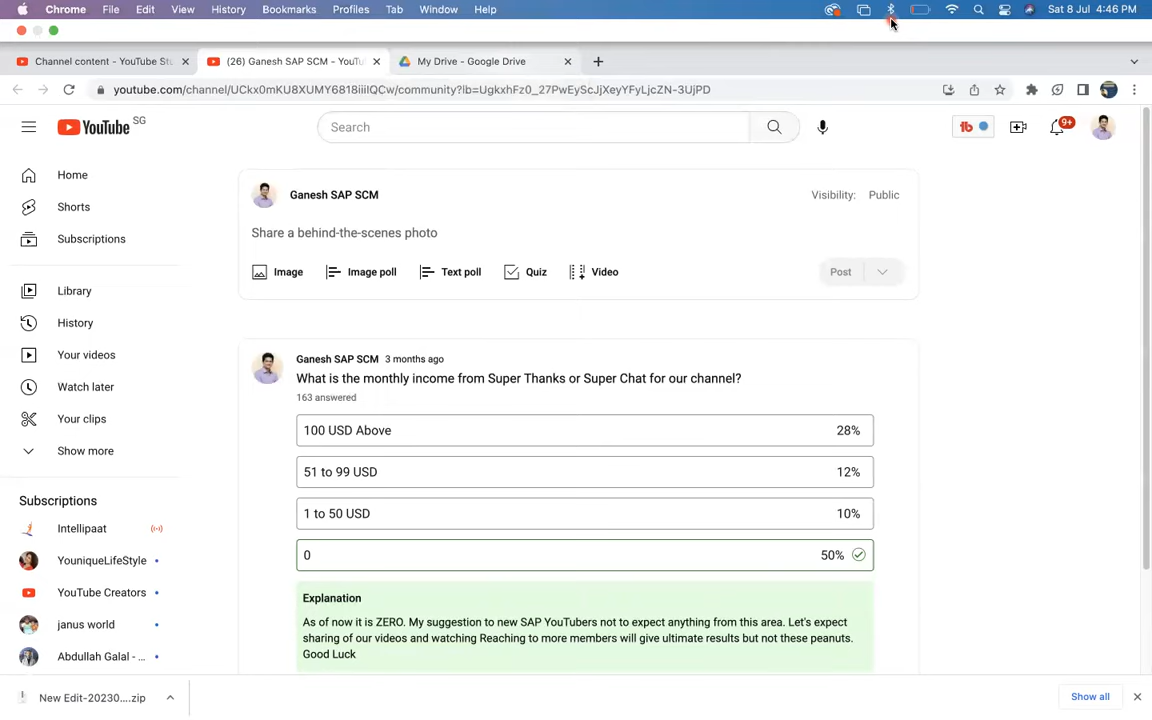 Chrome File Edit View History Bookmarks Profiles Tab Window Help Sat 8 Jul 4:46 PM
Channel content - YouTube Stu (26) Ganesh SAP SCM - YouTu My Drive - Google Drive
youtube.com/channel/UCkx0mKU8XUMY6818iiilQCw/community?lb=UgkxhFz0_27PwEyScJjXeyYFyLjcZN-3UjPD
YouTube SG
Search
9+
Home
Shorts
Subscriptions
Library
History
Your videos
Watch later
Your clips
Show more
Subscriptions
Intellipaat
YouniqueLifeStyle
YouTube Creators
janus world
Abdullah Galal - ...
Ganesh SAP SCM
Visibility: Public
Share a behind-the-scenes photo
Image Image poll Text poll Quiz Video Post
Ganesh SAP SCM 3 months ago
What is the monthly income from Super Thanks or Super Chat for our channel?
163 answered
100 USD Above 28%
51 to 99 USD 12%
1 to 50 USD 10%
0 50%
Explanation
As of now it is ZERO. My suggestion to new SAP YouTubers not to expect anything from this area. Let's expect
sharing of our videos and watching Reaching to more members will give ultimate results but not these peanuts.
Good Luck
New Edit-20230....zip
Show all